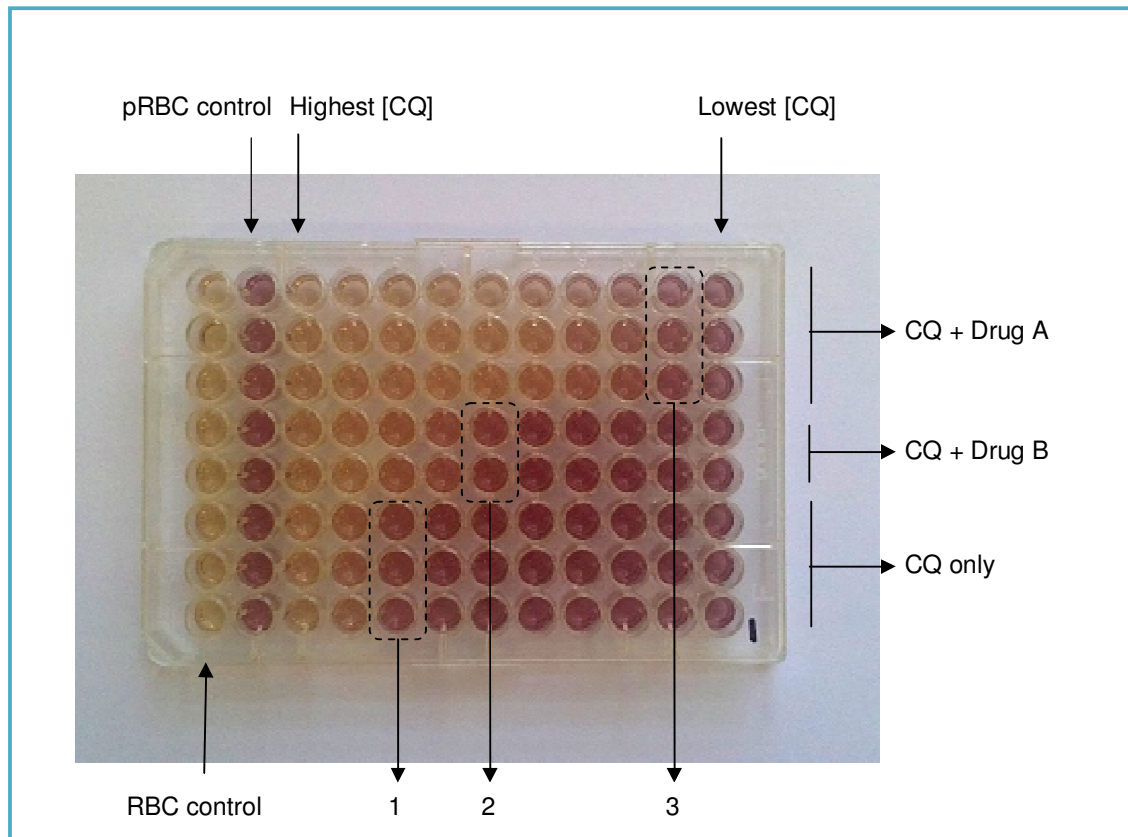 pRBC control Highest [CQ] Lowest [CQ]
CQ + Drug A
CQ + Drug B
CQ only
RBC control 1 2 3